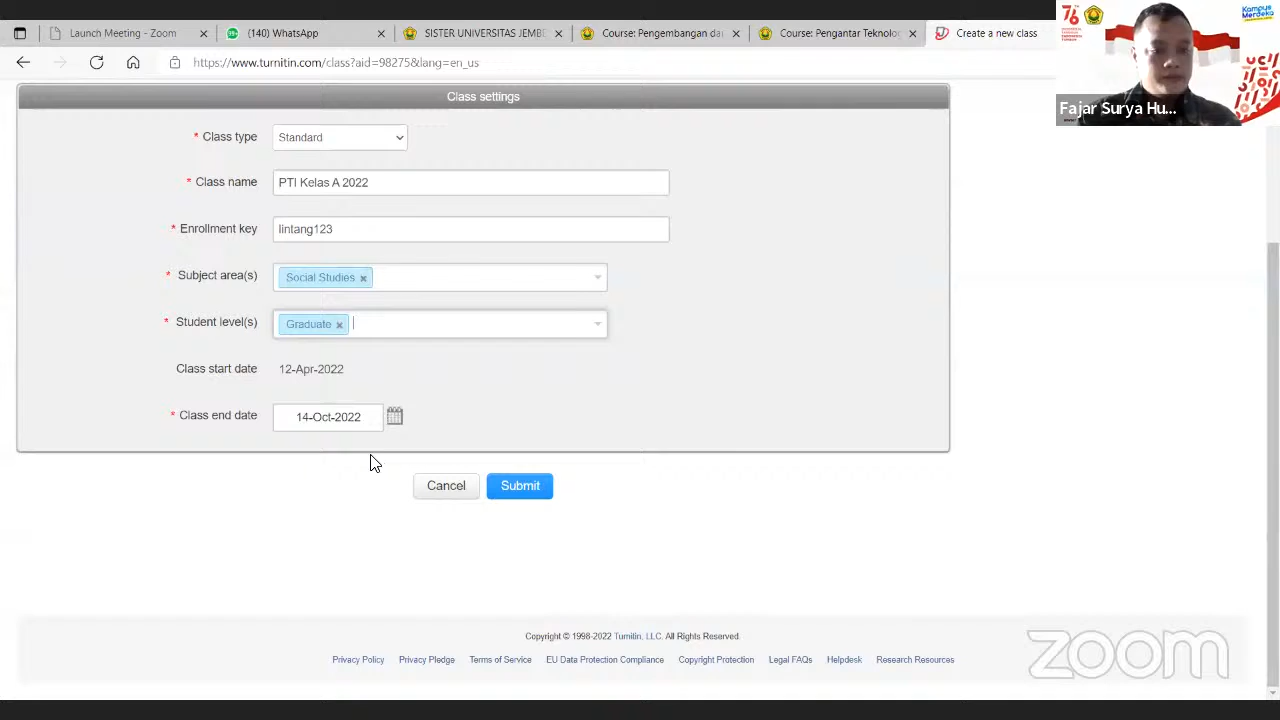 Launch Meeting - Zoom
(140) WhatsApp
SISTER UNIVERSITAS JEMBE
Course: Pengembangan da
Course: Pengantar Teknolog
Create a new class
https://www.turnitin.com/class?aid=98275&lang=en_us
76
Kampus
Merdeka
Fajar Surya Hu...
Class settings
* Class type
Standard
* Class name
PTI Kelas A 2022
* Enrollment key
lintang123
* Subject area(s)
Social Studies ×
* Student level(s)
Graduate ×
Class start date
12-Apr-2022
* Class end date
14-Oct-2022
Cancel
Submit
Copyright © 1998-2022 Turnitin, LLC. All Rights Reserved.
Privacy Policy
Privacy Pledge
Terms of Service
EU Data Protection Compliance
Copyright Protection
Legal FAQs
Helpdesk
Research Resources
zoom